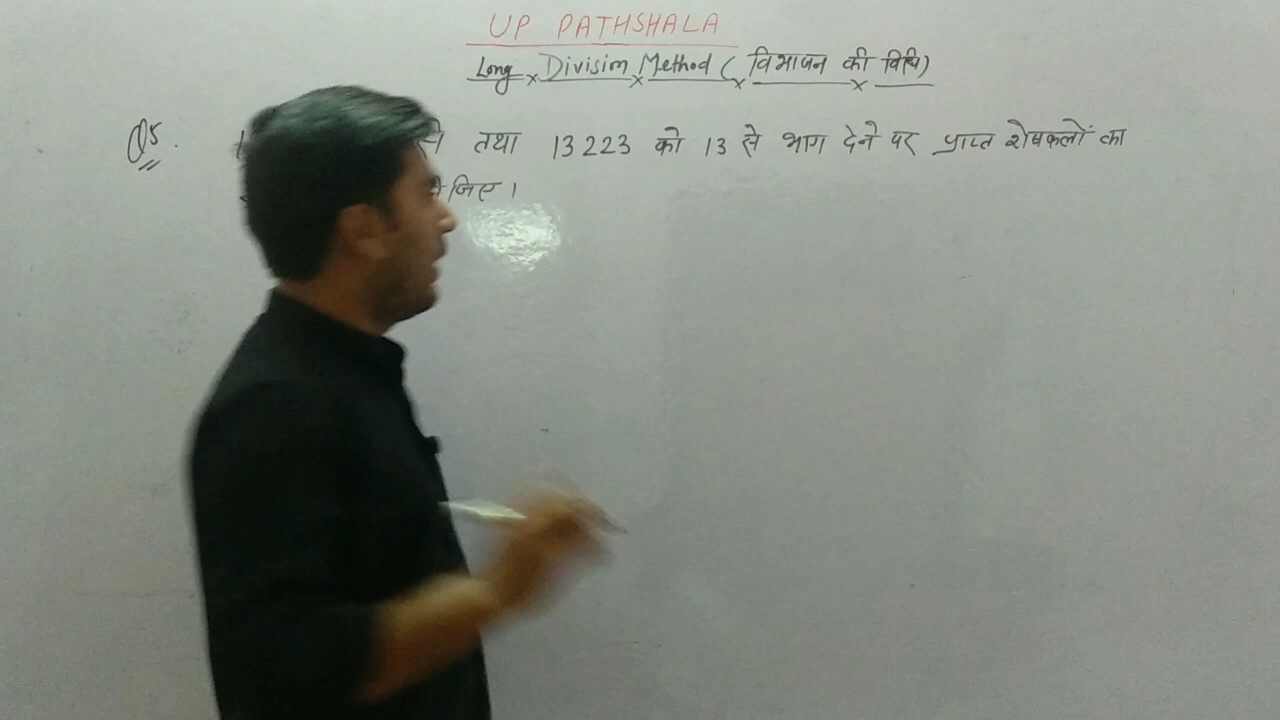 UP PATHSHALA
Long Division Method ( विभाजन की विधि)
Q5. से तथा 13223 को 13 से भाग देने पर प्राप्त शेषफलों का
जिए।